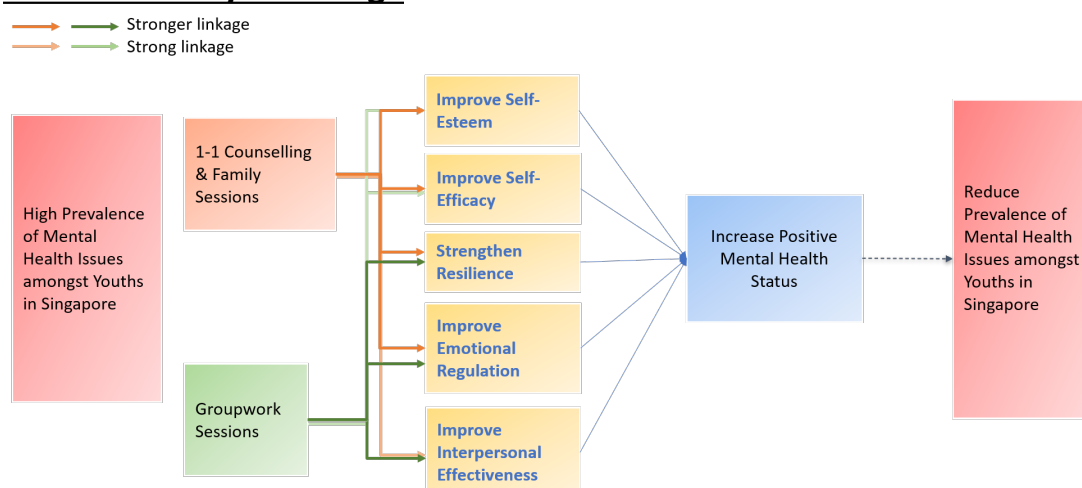 Stronger linkage
Strong linkage
High Prevalence
of Mental
Health Issues
amongst Youths
in Singapore
1-1 Counselling
& Family
Sessions
Groupwork
Sessions
Improve Self-
Esteem
Improve Self-
Efficacy
Strengthen
Resilience
Improve
Emotional
Regulation
Improve
Interpersonal
Effectiveness
Increase Positive
Mental Health
Status
Reduce
Prevalence of
Mental Health
Issues amongst
Youths in
Singapore